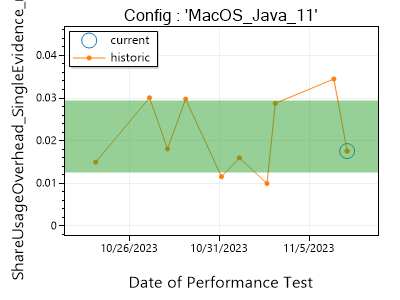 Config : 'MacOS_Java_11'
ShareUsageOverhead_SingleEvidence_
current
historic
0.04
0.03
0.02
0.01
0
10/26/2023
10/31/2023
11/5/2023
Date of Performance Test